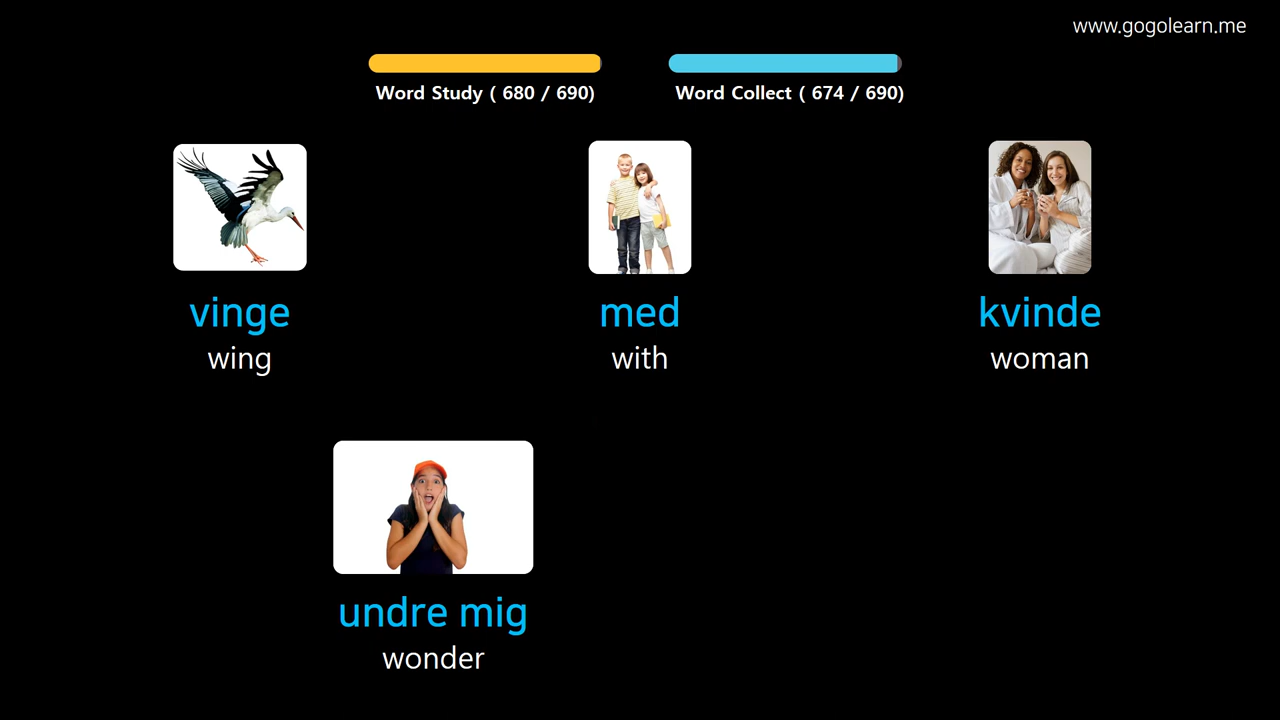 www.gogolearn.me
Word Study ( 680 / 690)
Word Collect ( 674 / 690)
vinge
wing
med
with
kvinde
woman
undre mig
wonder